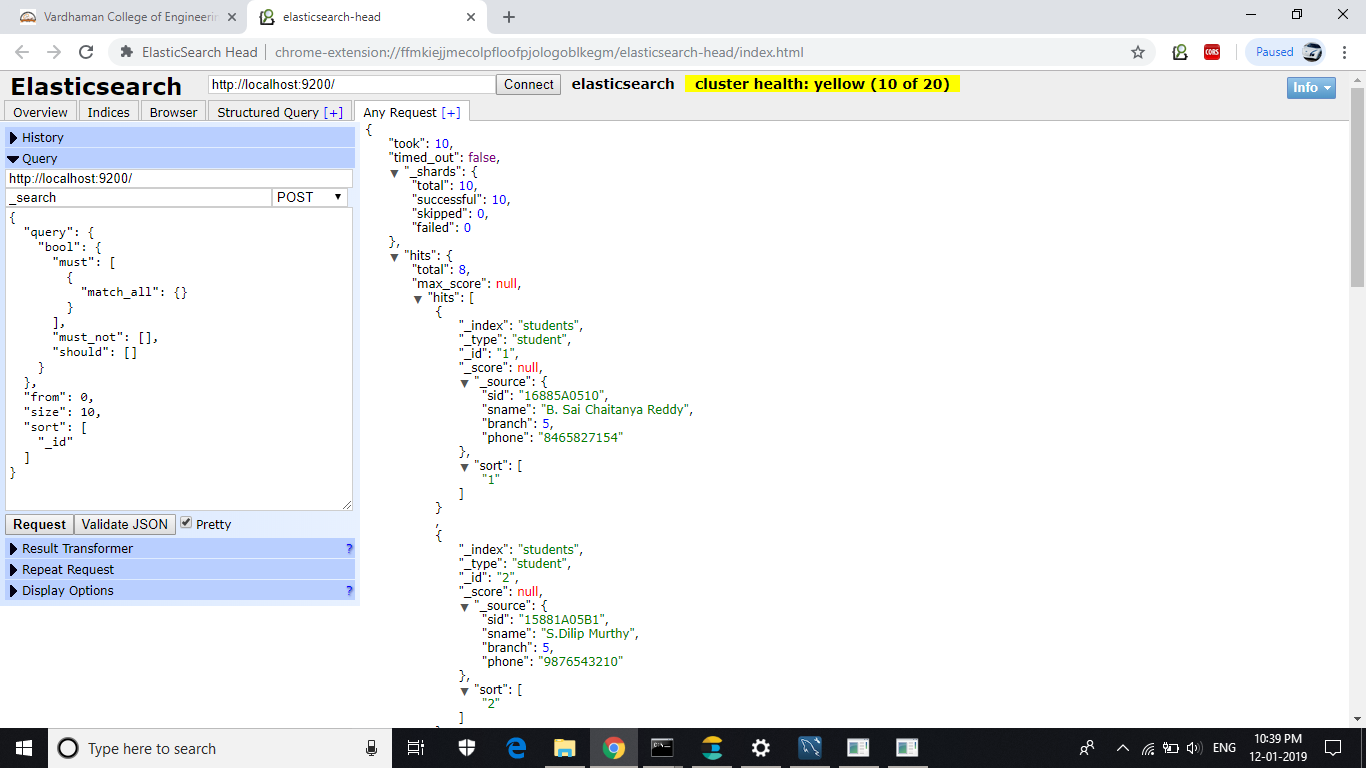 Vardhaman College of Engineerin
elasticsearch-head
ElasticSearch Head
chrome-extension://ffmkiejjmecolpfloofpjologoblkegm/elasticsearch-head/index.html
CORS
Paused
Elasticsearch
http://localhost:9200/
Connect
elasticsearch
cluster health: yellow (10 of 20)
Info
Overview
Indices
Browser
Structured Query [+]
Any Request [+]
History
Query
http://localhost:9200/
_search
POST
{
"query": {
"bool": {
"must": [
{
"match_all": {}
}
],
"must_not": [],
"should": []
}
},
"from": 0,
"size": 10,
"sort": [
"_id"
]
}
Request
Validate JSON
Pretty
Result Transformer
?
Repeat Request
Display Options
?
{
"took": 10,
"timed_out": false,
"_shards": {
"total": 10,
"successful": 10,
"skipped": 0,
"failed": 0
},
"hits": {
"total": 8,
"max_score": null,
"hits": [
{
"_index": "students",
"_type": "student",
"_id": "1",
"_score": null,
"_source": {
"sid": "16885A0510",
"sname": "B. Sai Chaitanya Reddy",
"branch": 5,
"phone": "8465827154"
},
"sort": [
"1"
]
}
,
{
"_index": "students",
"_type": "student",
"_id": "2",
"_score": null,
"_source": {
"sid": "15881A05B1",
"sname": "S.Dilip Murthy",
"branch": 5,
"phone": "9876543210"
},
"sort": [
"2"
]
Type here to search
ENG
10:39 PM
12-01-2019